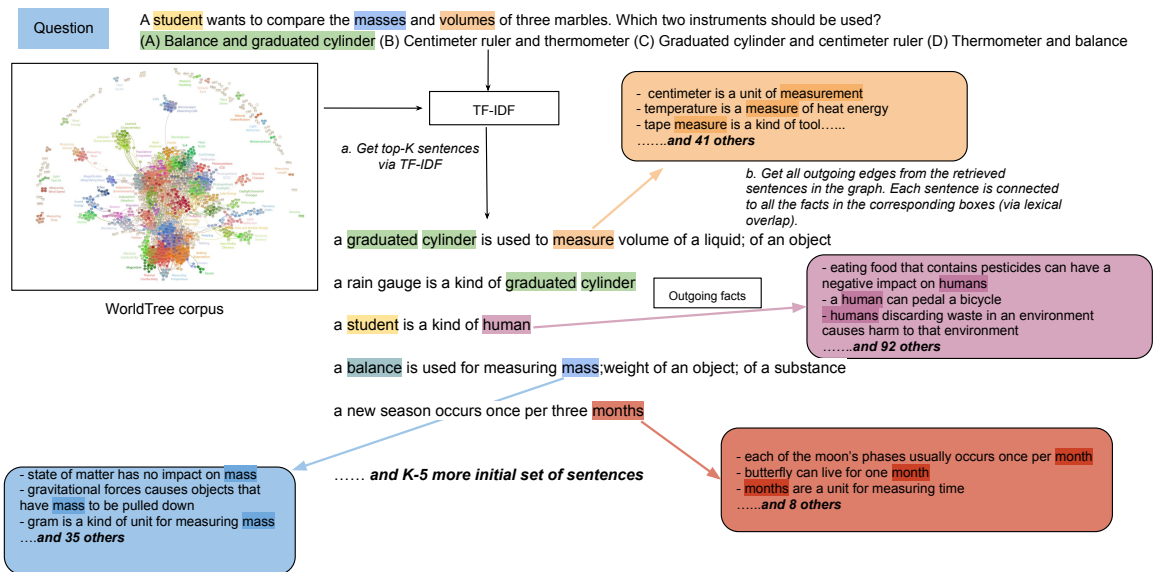 Question
A student wants to compare the masses and volumes of three marbles. Which two instruments should be used?
(A) Balance and graduated cylinder (B) Centimeter ruler and thermometer (C) Graduated cylinder and centimeter ruler (D) Thermometer and balance
WorldTree corpus
TF-IDF
a. Get top-K sentences
via TF-IDF
- centimeter is a unit of measurement
- temperature is a measure of heat energy
- tape measure is a kind of tool…...
…….and 41 others
b. Get all outgoing edges from the retrieved
sentences in the graph. Each sentence is connected
to all the facts in the corresponding boxes (via lexical
overlap).
a graduated cylinder is used to measure volume of a liquid; of an object
a rain gauge is a kind of graduated cylinder
Outgoing facts
a student is a kind of human
- eating food that contains pesticides can have a
negative impact on humans
- a human can pedal a bicycle
- humans discarding waste in an environment
causes harm to that environment
…….and 92 others
a balance is used for measuring mass;weight of an object; of a substance
a new season occurs once per three months
…… and K-5 more initial set of sentences
- state of matter has no impact on mass
- gravitational forces causes objects that
have mass to be pulled down
- gram is a kind of unit for measuring mass
….and 35 others
- each of the moon's phases usually occurs once per month
- butterfly can live for one month
- months are a unit for measuring time
…...and 8 others